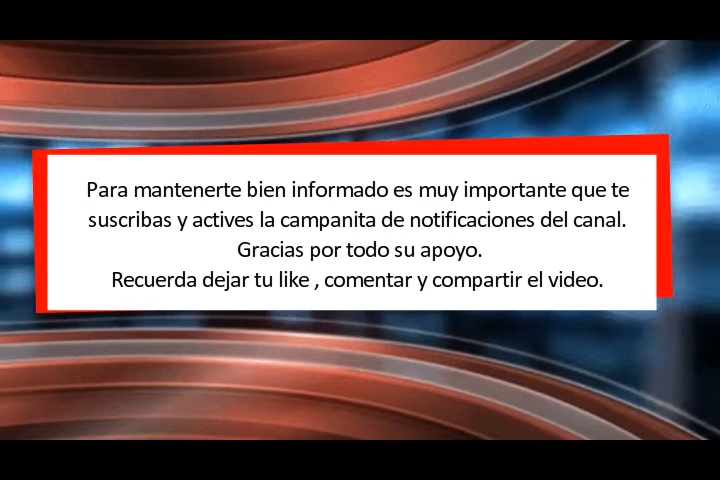 Para mantenerte bien informado es muy importante que te
suscribas y actives la campanita de notificaciones del canal.
Gracias por todo su apoyo.
Recuerda dejar tu like , comentar y compartir el video.